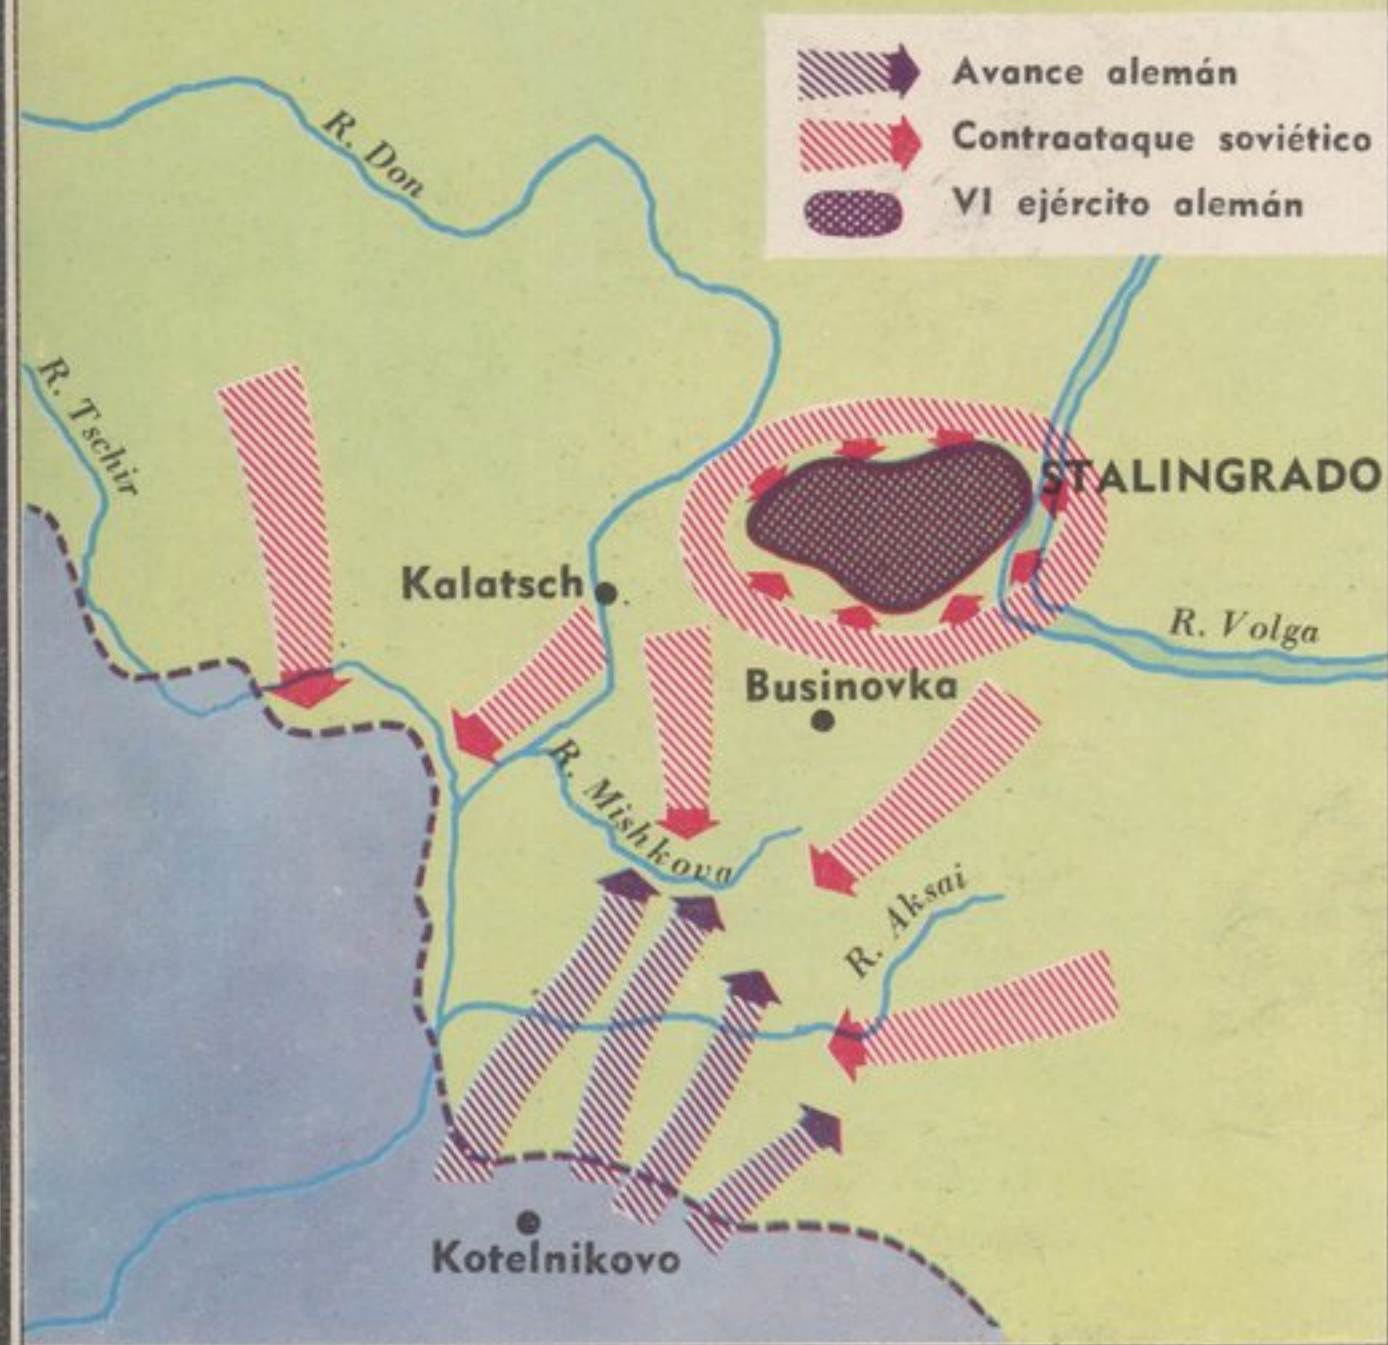 Avance alemán
Contraataque soviético
VI ejército alemán
R. Don
R. Tschir
STALINGRADO
Kalatsch
R. Volga
Businovka
R. Mishkova
R. Aksai
Kotelnikovo